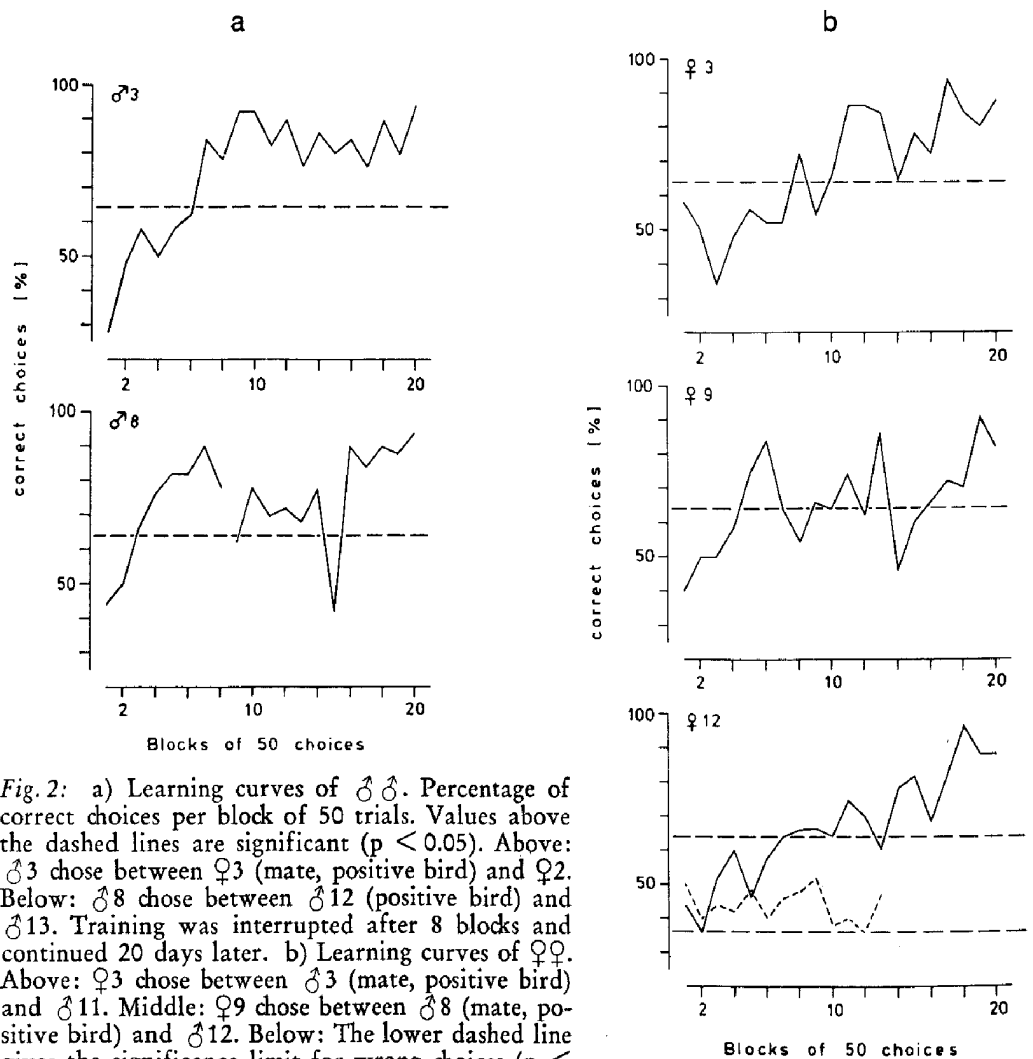 a
b
♂3
100
50
correct choices [%]
2
10
20
♂8
100
50
2
10
20
Blocks of 50 choices
♀3
100
50
2
10
20
♀9
100
50
correct choices [%]
2
10
20
♀12
100
50
2
10
20
Blocks of 50 choices
Fig. 2: a) Learning curves of ♂♂. Percentage of
correct choices per block of 50 trials. Values above
the dashed lines are significant (p < 0.05). Above:
♂3 chose between ♀3 (mate, positive bird) and ♀2.
Below: ♂8 chose between ♂12 (positive bird) and
♂13. Training was interrupted after 8 blocks and
continued 20 days later. b) Learning curves of ♀♀.
Above: ♀3 chose between ♂3 (mate, positive bird)
and ♂11. Middle: ♀9 chose between ♂8 (mate, po-
sitive bird) and ♂12. Below: The lower dashed line
gives the significance limit for wrong choices (p <